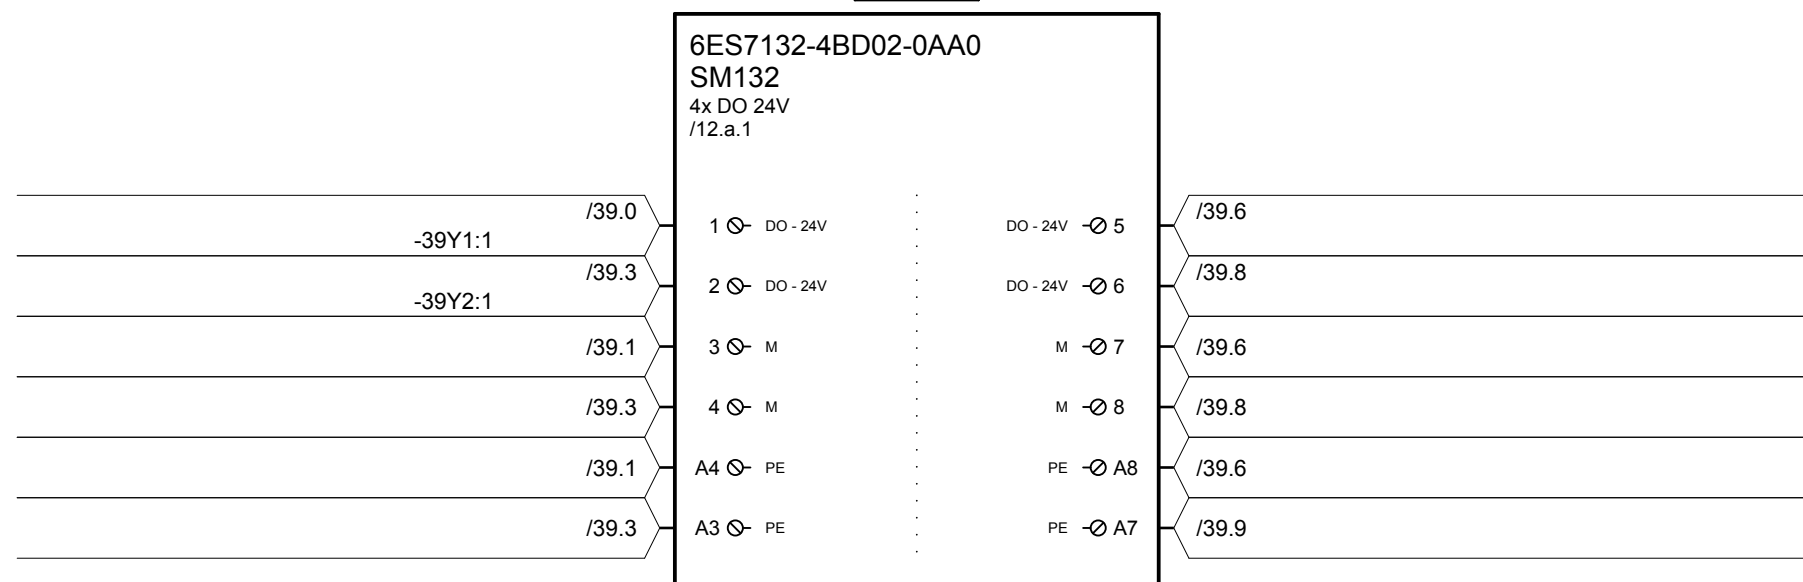 6ES7132-4BD02-0AA0
SM132
4x DO 24V
/12.a.1
/39.0 1 DO - 24V DO - 24V 5 /39.6
-39Y1:1
/39.3 2 DO - 24V DO - 24V 6 /39.8
-39Y2:1
/39.1 3 M M 7 /39.6
/39.3 4 M M 8 /39.8
/39.1 A4 PE PE A8 /39.6
/39.3 A3 PE PE A7 /39.9